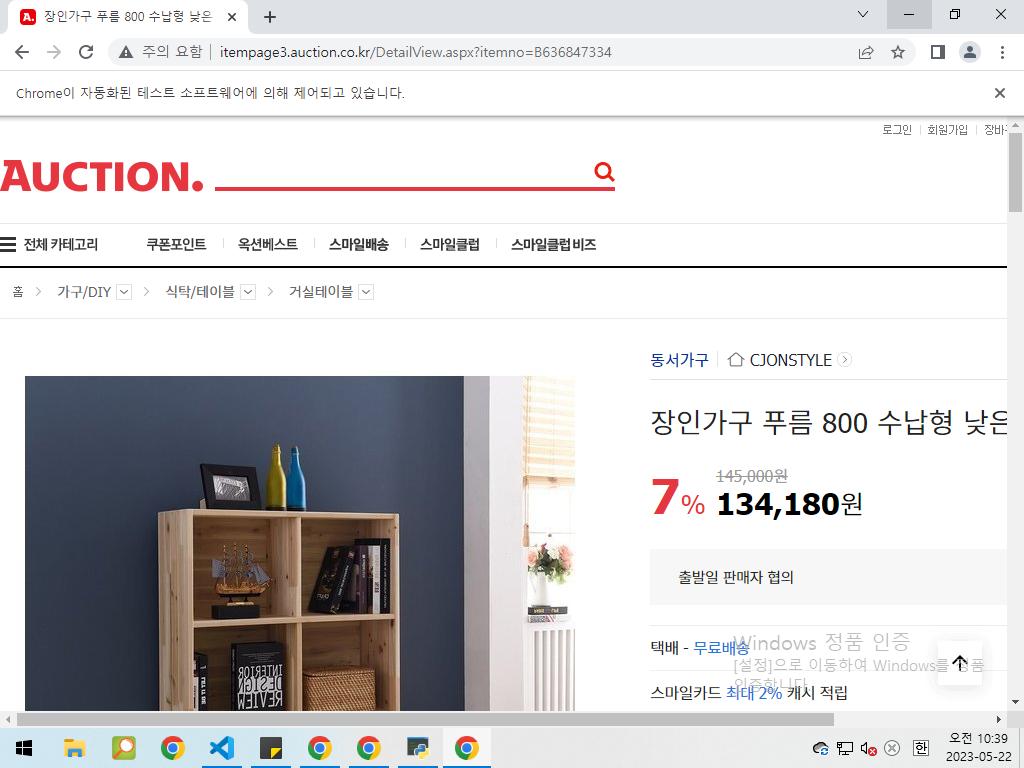 장인가구 푸름 800 수납형 낮은
주의 요함
itempage3.auction.co.kr/DetailView.aspx?itemno=B636847334
Chrome이 자동화된 테스트 소프트웨어에 의해 제어되고 있습니다.
로그인 회원가입 장바
AUCTION.
전체 카테고리 쿠폰포인트 옥션베스트 스마일배송 스마일클럽 스마일클럽 비즈
홈 가구/DIY 식탁/테이블 거실테이블
동서가구 CJONSTYLE
장인가구 푸름 800 수납형 낮은
145,000원
7% 134,180원
출발일 판매자 협의
택배 - 무료배송
Windows 정품 인증
[설정]으로 이동하여 Windows를 정품
인증합니다.
스마일카드 최대 2% 캐시 적립
INTERIOR
DESIGN
REVIEW
한
오전 10:39
2023-05-22